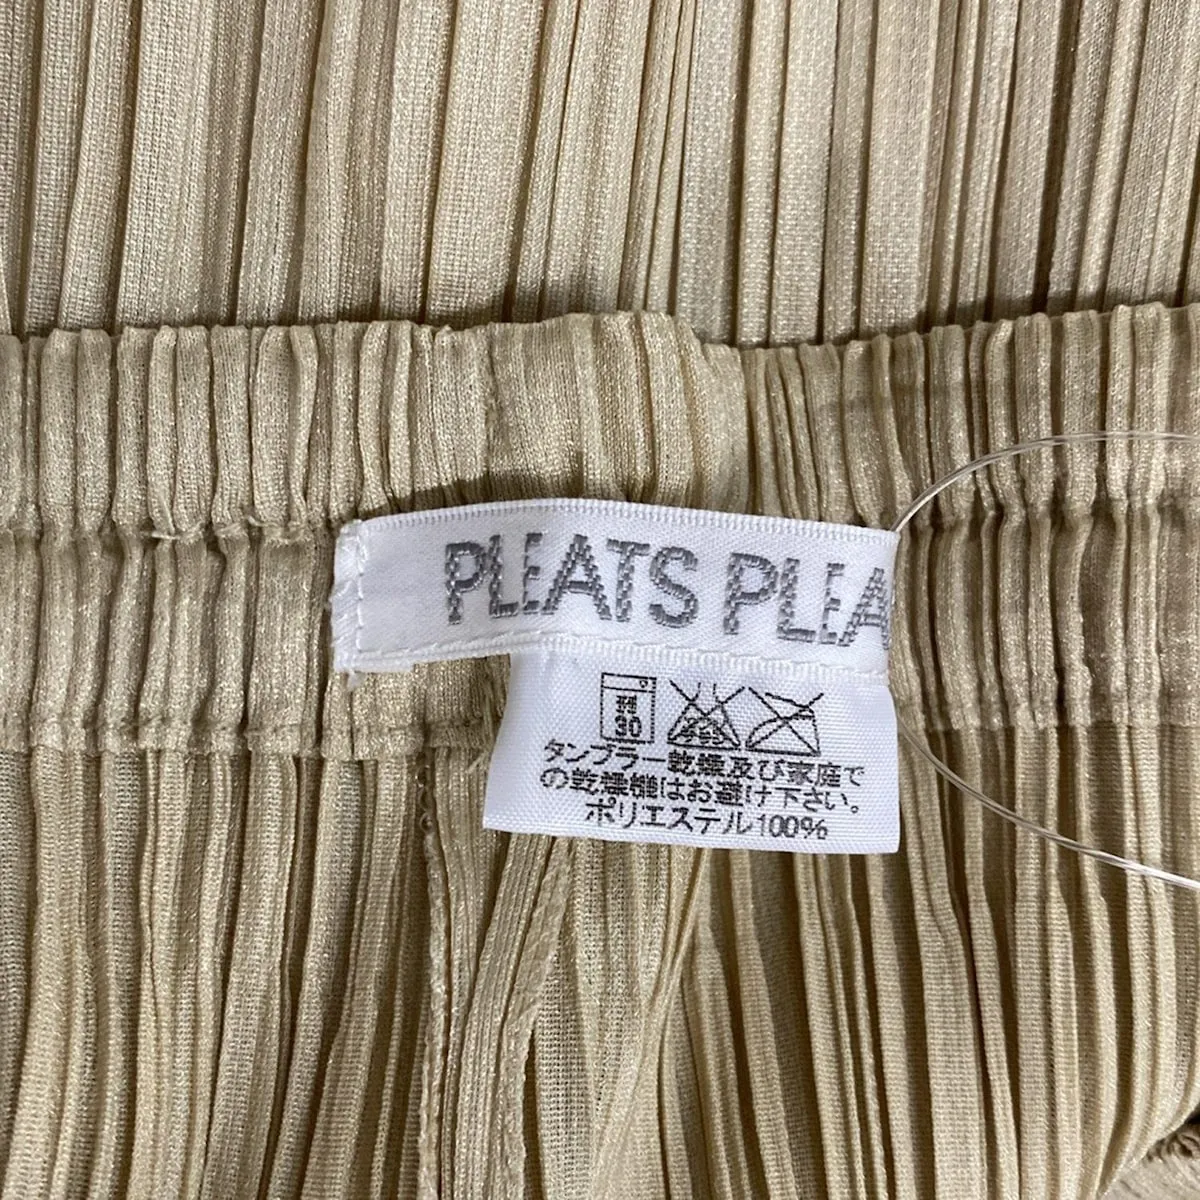 PLEATS PLEA
弱
30
タンブラー乾燥及び家庭で
の乾燥機はお避け下さい。
ポリエステル100%